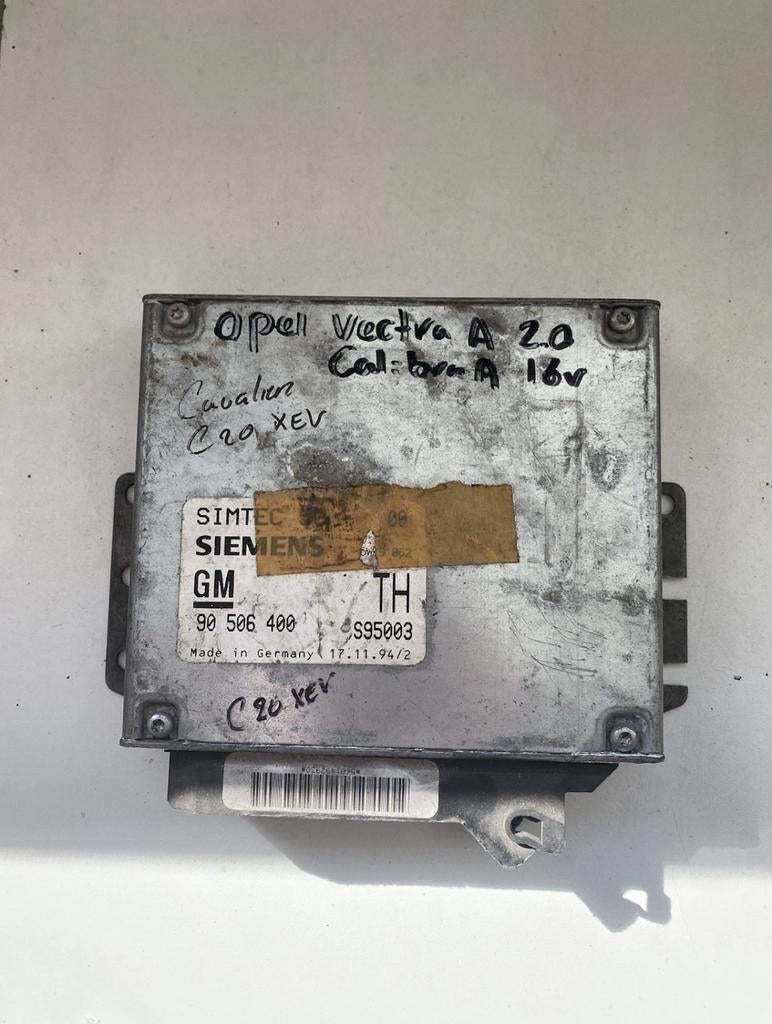 Opel Vectra A 2.0
Calibra A 16v
Cavalier
C20 XEV
SIMTEC 00
SIEMENS
GM TH
90 506 400 S95003
Made in Germany 17.11.94/2
C20 XEV